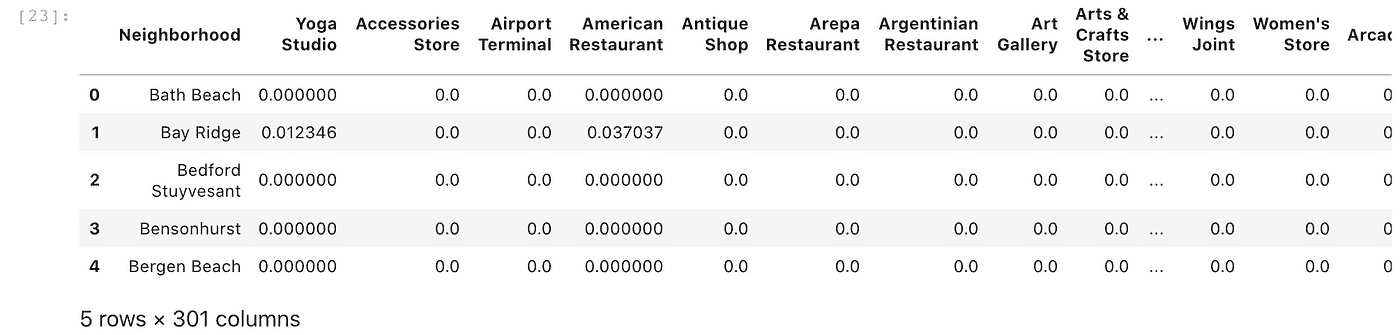 [23]:
Neighborhood Yoga Studio Accessories Store Airport Terminal American Restaurant Antique Shop Arepa Restaurant Argentinian Restaurant Art Gallery Arts & Crafts Store ... Wings Joint Women's Store
0 Bath Beach 0.000000 0.0 0.0 0.000000 0.0 0.0 0.0 0.0 0.0 ... 0.0 0.0
1 Bay Ridge 0.012346 0.0 0.0 0.037037 0.0 0.0 0.0 0.0 0.0 ... 0.0 0.0
2 Bedford Stuyvesant 0.000000 0.0 0.0 0.000000 0.0 0.0 0.0 0.0 0.0 ... 0.0 0.0
3 Bensonhurst 0.000000 0.0 0.0 0.000000 0.0 0.0 0.0 0.0 0.0 ... 0.0 0.0
4 Bergen Beach 0.000000 0.0 0.0 0.000000 0.0 0.0 0.0 0.0 0.0 ... 0.0 0.0
5 rows × 301 columns